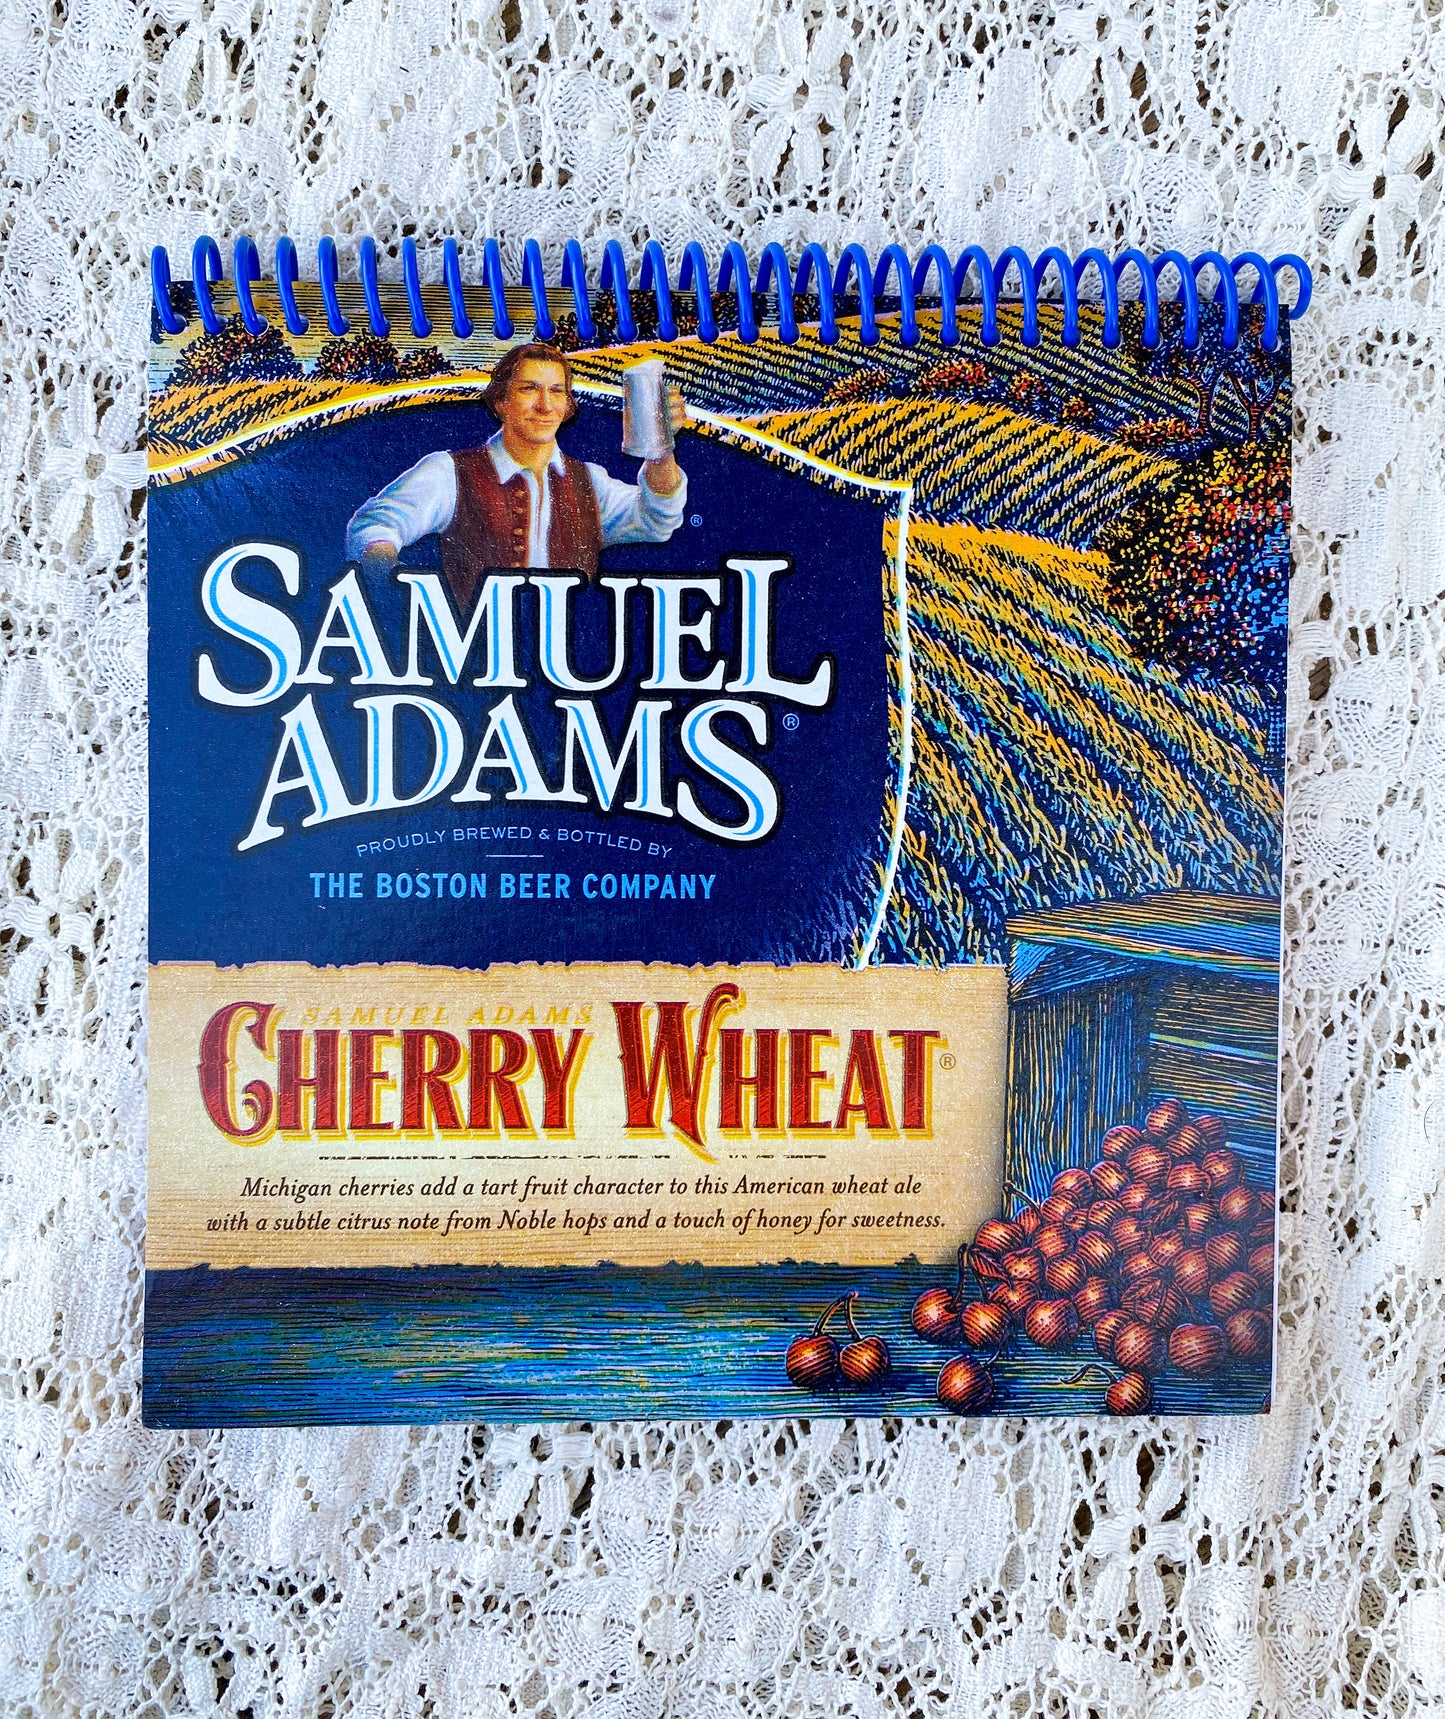 ®
SAMUEL
ADAMS®
PROUDLY BREWED & BOTTLED BY
THE BOSTON BEER COMPANY
SAMUEL ADAMS
CHERRY WHEAT®
Michigan cherries add a tart fruit character to this American wheat ale
with a subtle citrus note from Noble hops and a touch of honey for sweetness.